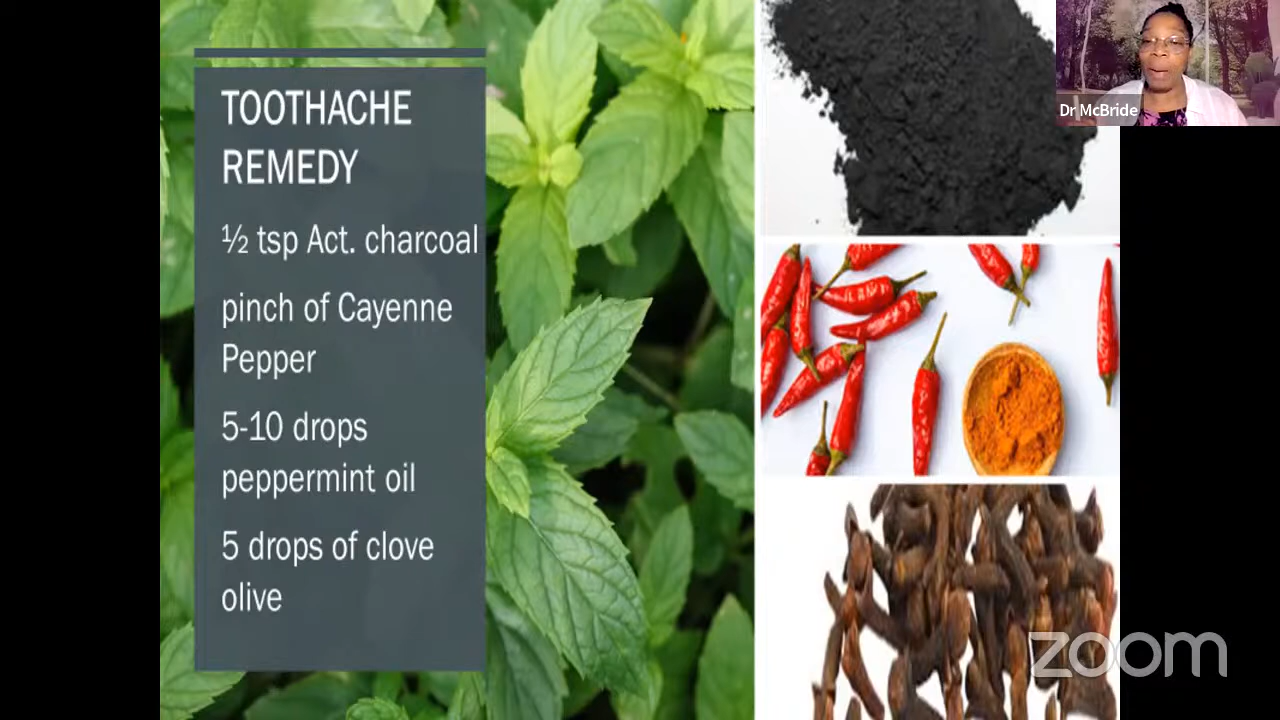 TOOTHACHE
REMEDY
½ tsp Act. charcoal
pinch of Cayenne
Pepper
5-10 drops
peppermint oil
5 drops of clove
olive
Dr McBride
zoom